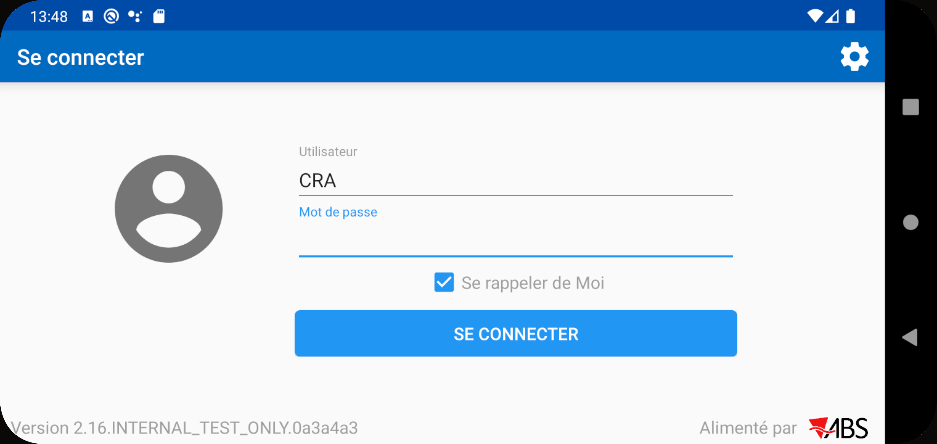 13:48
Se connecter
Utilisateur
CRA
Mot de passe
Se rappeler de Moi
SE CONNECTER
Version 2.16.INTERNAL_TEST_ONLY.0a3a4a3
Alimenté par ABS